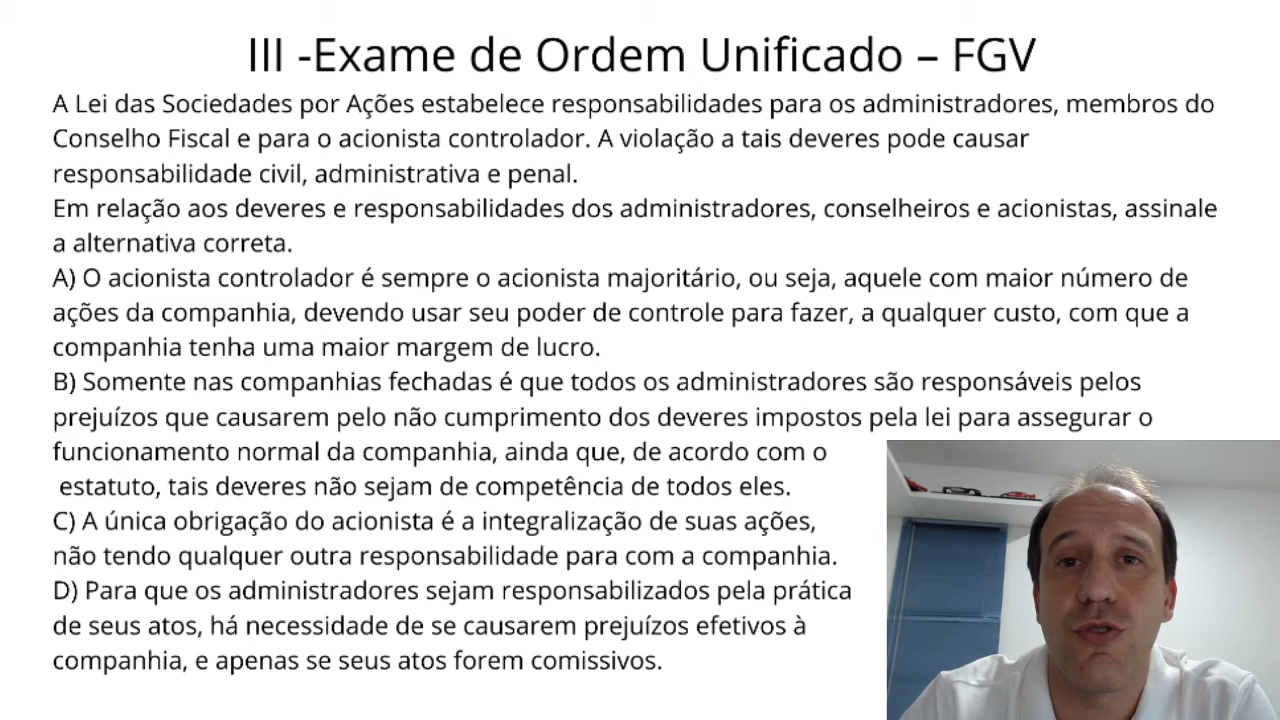 III -Exame de Ordem Unificado – FGV
A Lei das Sociedades por Ações estabelece responsabilidades para os administradores, membros do
Conselho Fiscal e para o acionista controlador. A violação a tais deveres pode causar
responsabilidade civil, administrativa e penal.
Em relação aos deveres e responsabilidades dos administradores, conselheiros e acionistas, assinale
a alternativa correta.
A) O acionista controlador é sempre o acionista majoritário, ou seja, aquele com maior número de
ações da companhia, devendo usar seu poder de controle para fazer, a qualquer custo, com que a
companhia tenha uma maior margem de lucro.
B) Somente nas companhias fechadas é que todos os administradores são responsáveis pelos
prejuízos que causarem pelo não cumprimento dos deveres impostos pela lei para assegurar o
funcionamento normal da companhia, ainda que, de acordo com o
estatuto, tais deveres não sejam de competência de todos eles.
C) A única obrigação do acionista é a integralização de suas ações,
não tendo qualquer outra responsabilidade para com a companhia.
D) Para que os administradores sejam responsabilizados pela prática
de seus atos, há necessidade de se causarem prejuízos efetivos à
companhia, e apenas se seus atos forem comissivos.